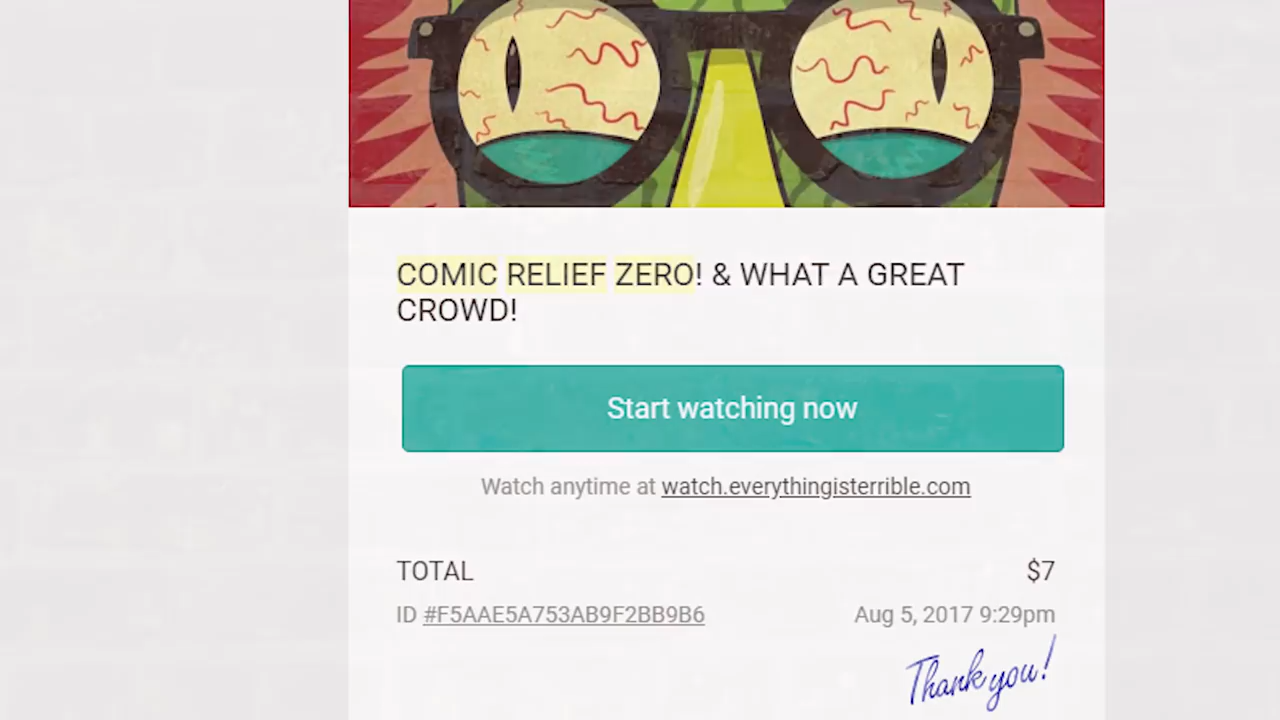 COMIC RELIEF ZERO! & WHAT A GREAT
CROWD!
Start watching now
Watch anytime at watch.everythingisterrible.com
TOTAL $7
ID #F5AAE5A753AB9F2BB9B6 Aug 5, 2017 9:29pm
Thank you!